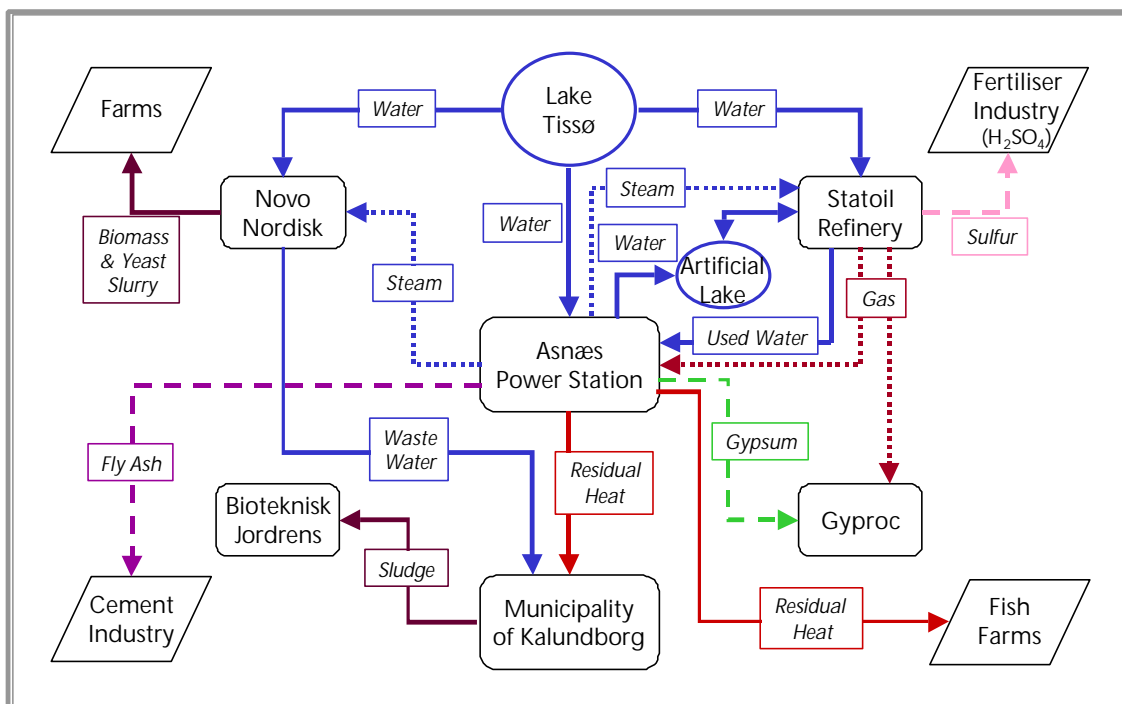 Farms
Water
Lake
Tissø
Water
Fertiliser
Industry
(H₂SO₄)
Novo
Nordisk
Steam
Statoil
Refinery
Water
Water
Sulfur
Biomass
& Yeast
Slurry
Steam
Artificial
Lake
Gas
Used Water
Asnæs
Power Station
Fly Ash
Waste
Water
Residual
Heat
Gypsum
Bioteknisk
Jordrens
Gyproc
Sludge
Cement
Industry
Municipality
of Kalundborg
Residual
Heat
Fish
Farms